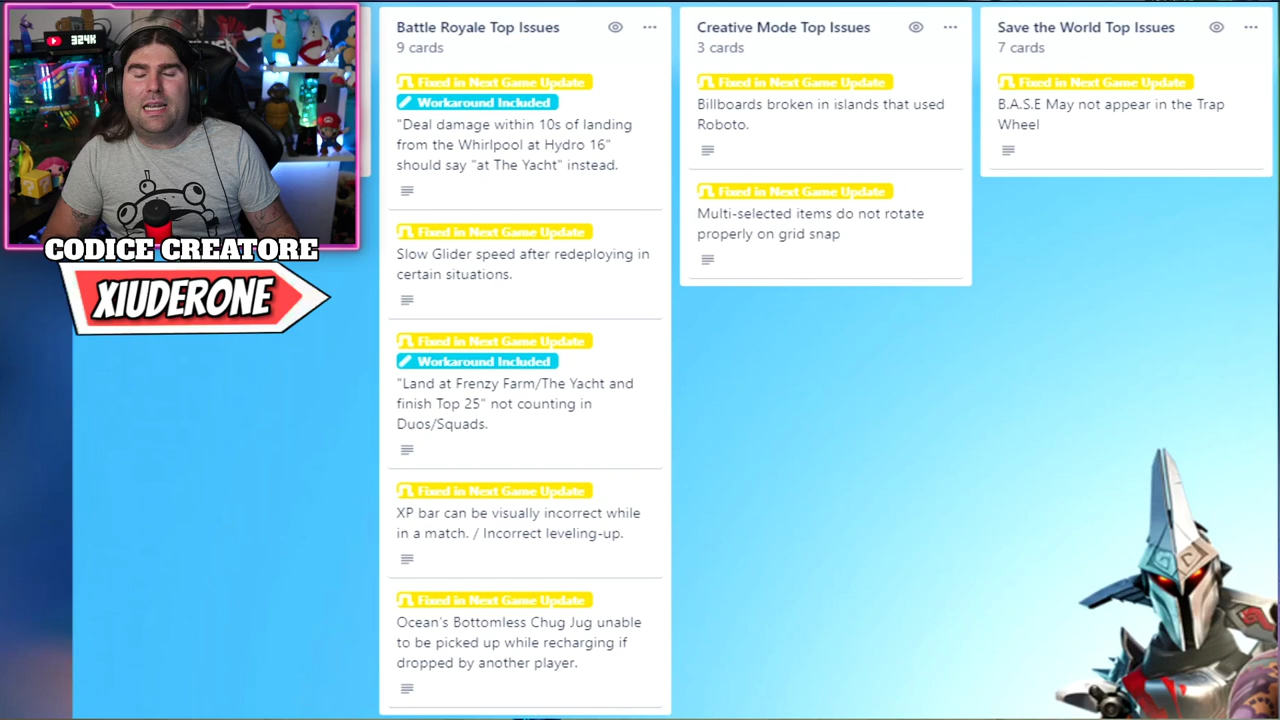 324K
CODICE CREATORE
XIUDERONE
Battle Royale Top Issues
9 cards
Fixed in Next Game Update
Workaround Included
"Deal damage within 10s of landing
from the Whirlpool at Hydro 16"
should say "at The Yacht" instead.
Fixed in Next Game Update
Slow Glider speed after redeploying in
certain situations.
Fixed in Next Game Update
Workaround Included
"Land at Frenzy Farm/The Yacht and
finish Top 25" not counting in
Duos/Squads.
Fixed in Next Game Update
XP bar can be visually incorrect while
in a match. / Incorrect leveling-up.
Fixed in Next Game Update
Ocean's Bottomless Chug Jug unable
to be picked up while recharging if
dropped by another player.
Creative Mode Top Issues
3 cards
Fixed in Next Game Update
Billboards broken in islands that used
Roboto.
Fixed in Next Game Update
Multi-selected items do not rotate
properly on grid snap
Save the World Top Issues
7 cards
Fixed in Next Game Update
B.A.S.E May not appear in the Trap
Wheel